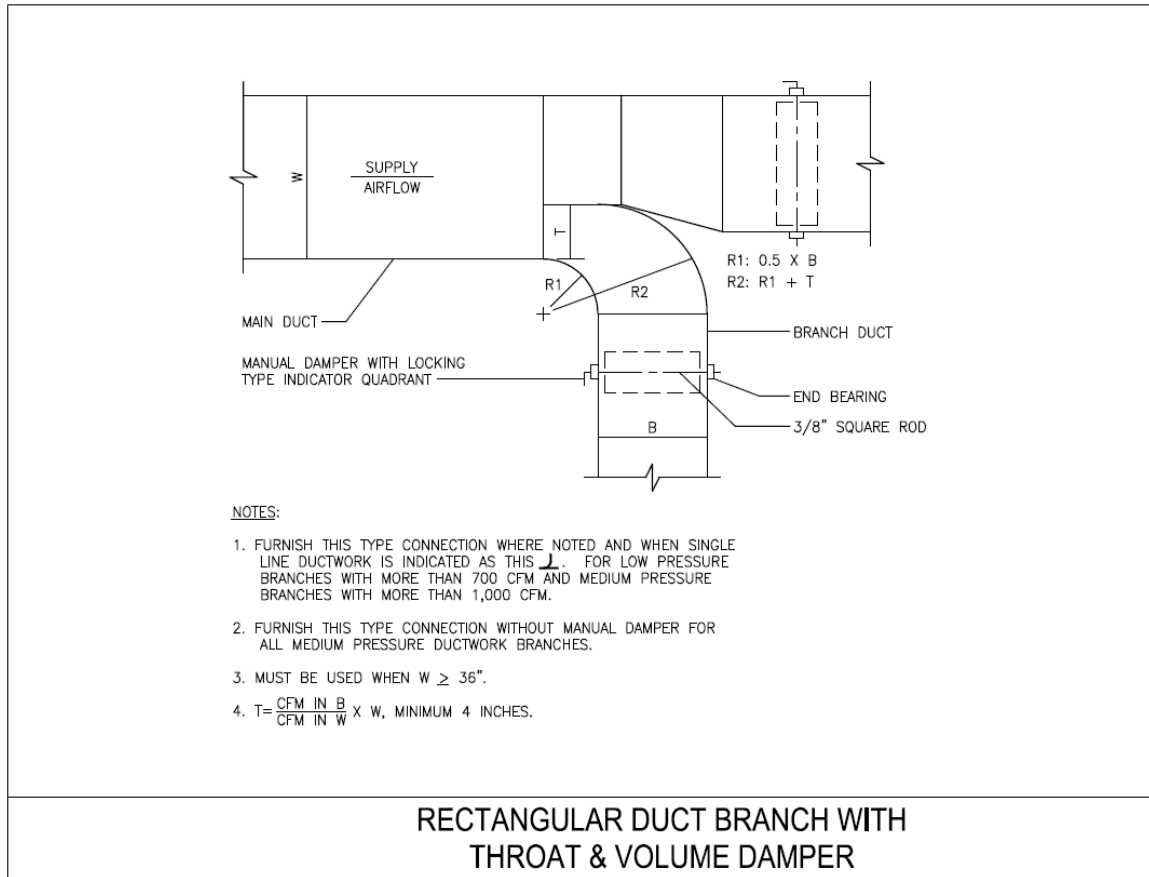 W
SUPPLY
AIRFLOW
T
R1: 0.5 X B
R2: R1 + T
R1
R2
MAIN DUCT
BRANCH DUCT
MANUAL DAMPER WITH LOCKING
TYPE INDICATOR QUADRANT
END BEARING
3/8" SQUARE ROD
B
NOTES:
1. FURNISH THIS TYPE CONNECTION WHERE NOTED AND WHEN SINGLE
LINE DUCTWORK IS INDICATED AS THIS . FOR LOW PRESSURE
BRANCHES WITH MORE THAN 700 CFM AND MEDIUM PRESSURE
BRANCHES WITH MORE THAN 1,000 CFM.
2. FURNISH THIS TYPE CONNECTION WITHOUT MANUAL DAMPER FOR
ALL MEDIUM PRESSURE DUCTWORK BRANCHES.
3. MUST BE USED WHEN W ≥ 36".
4. T= CFM IN B / CFM IN W X W, MINIMUM 4 INCHES.
RECTANGULAR DUCT BRANCH WITH
THROAT & VOLUME DAMPER